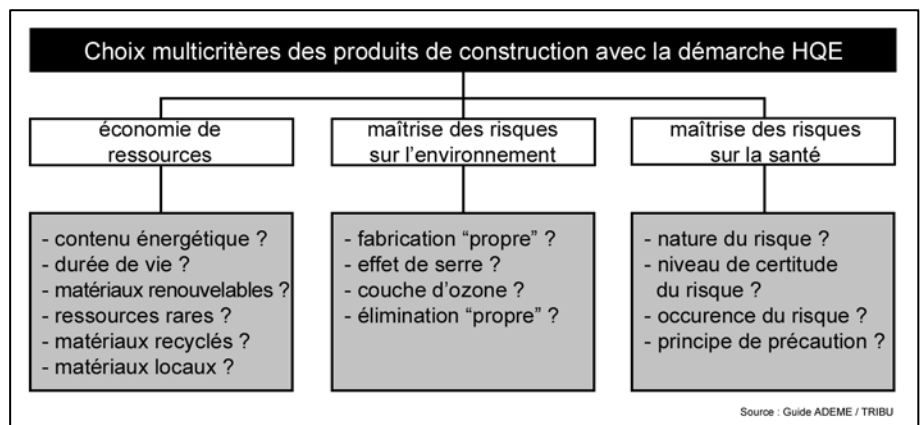 Choix multicritères des produits de construction avec la démarche HQE
économie de
ressources
maîtrise des risques
sur l'environnement
maîtrise des risques
sur la santé
- contenu énergétique ?
- durée de vie ?
- matériaux renouvelables ?
- ressources rares ?
- matériaux recyclés ?
- matériaux locaux ?
- fabrication “propre” ?
- effet de serre ?
- couche d'ozone ?
- élimination “propre” ?
- nature du risque ?
- niveau de certitude
du risque ?
- occurence du risque ?
- principe de précaution ?
Source : Guide ADEME / TRIBU